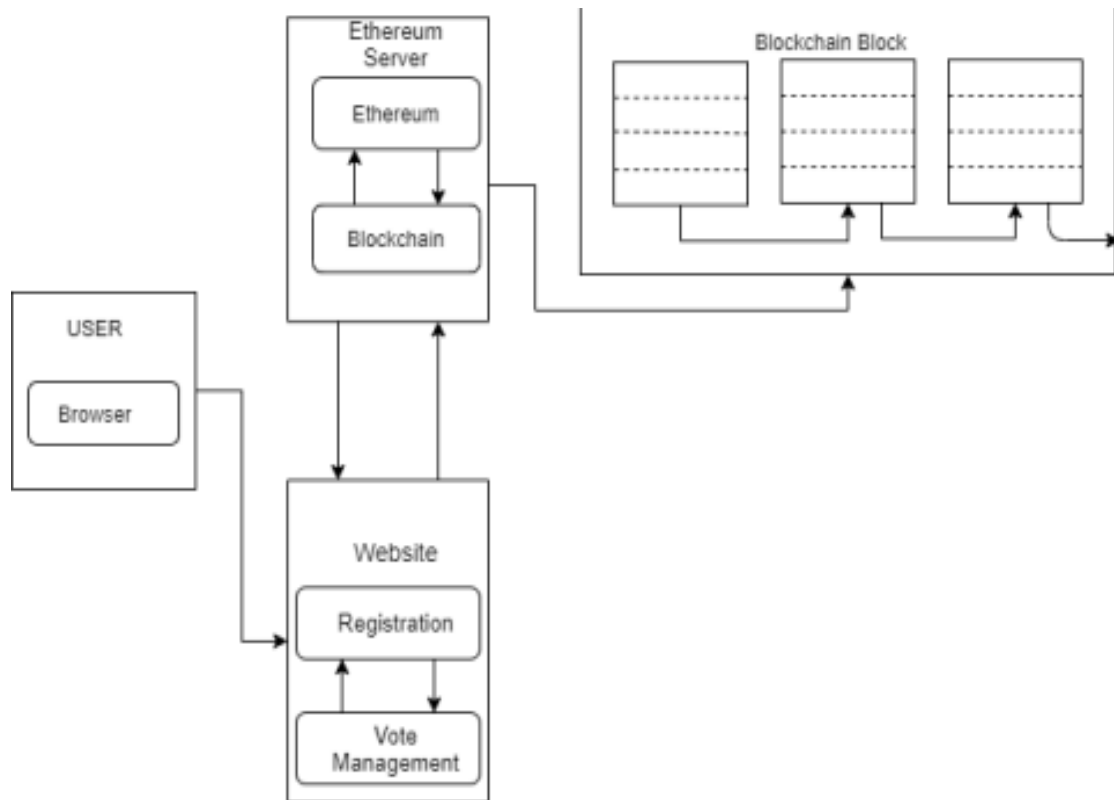 Ethereum
Server
Ethereum
Blockchain
Blockchain Block
USER
Browser
Website
Registration
Vote
Management